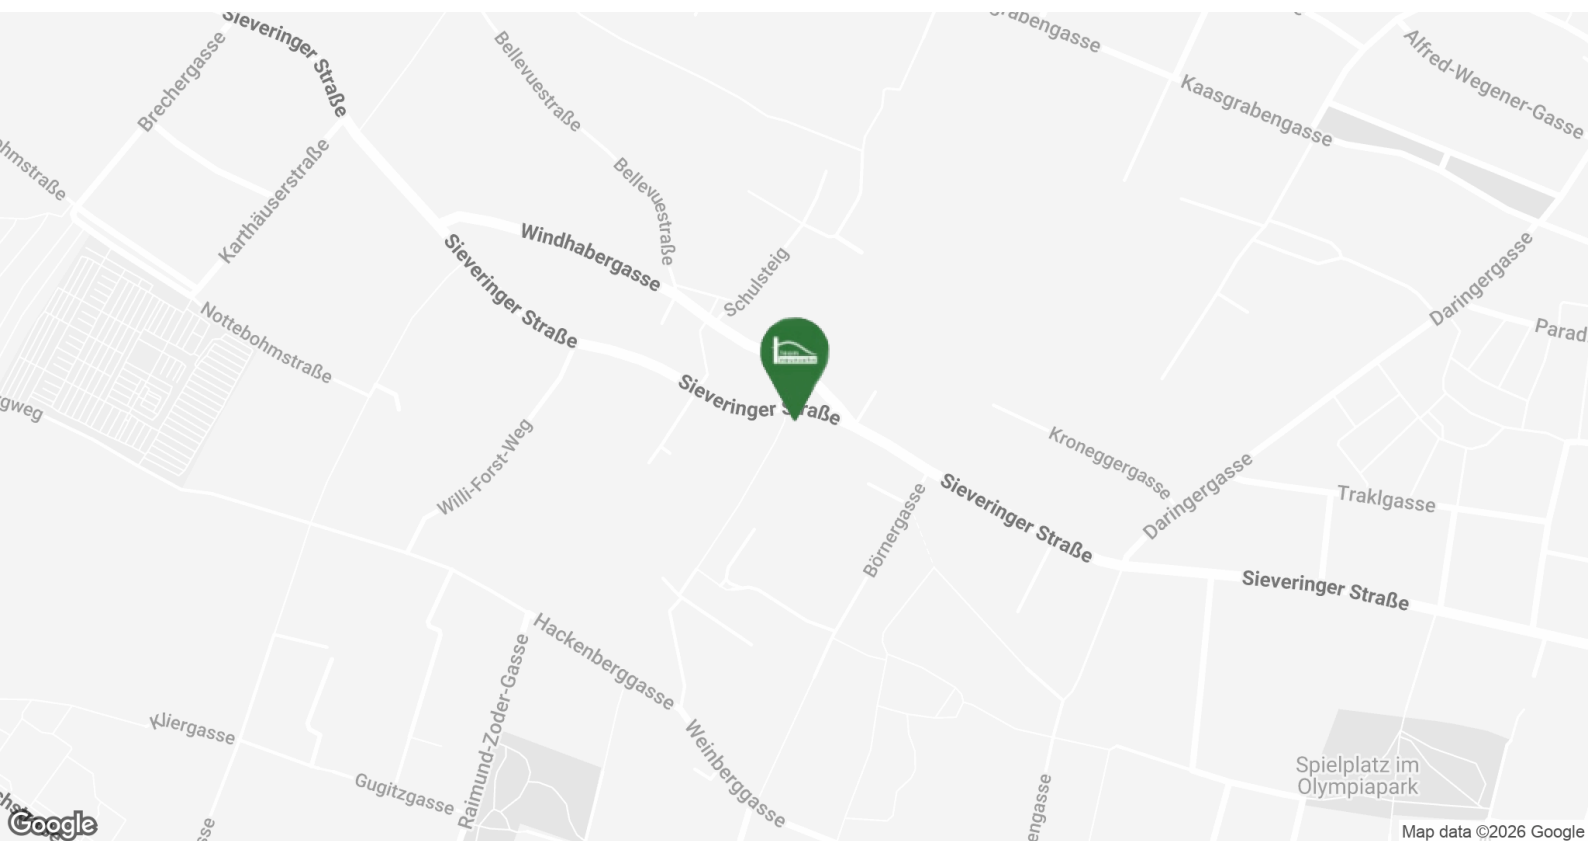 Sieveringer Straße
Brechergasse
Bellevuestraße
Kaasgrabengasse
Alfred-Wegener-Gasse
Karthäuserstraße
Bellevuestraße
Windhabergasse
Sieveringer Straße
Schulsteig
Daringergasse
Nottebohmstraße
Parad
Sieveringer Straße
rgweg
Willi-Forst-Weg
Kroneggergasse
Daringergasse
Traklgasse
Börnergasse
Sieveringer Straße
Sieveringer Straße
Hackenberggasse
Raimund-Zoder-Gasse
Kliergasse
Weinberggasse
Gugitzgasse
Spielplatz im
Olympiapark
engasse
Google
Map data ©2026 Google